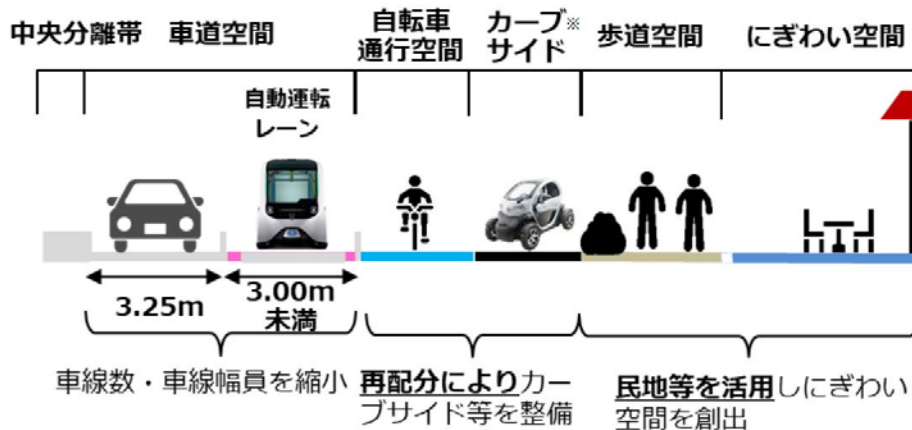 中央分離帯
車道空間
自転車
通行空間
カーブ※
サイド
歩道空間
にぎわい空間
自動運転
レーン
3.25m
3.00m
未満
車線数・車線幅員を縮小
再配分によりカー
ブサイド等を整備
民地等を活用しにぎわい
空間を創出